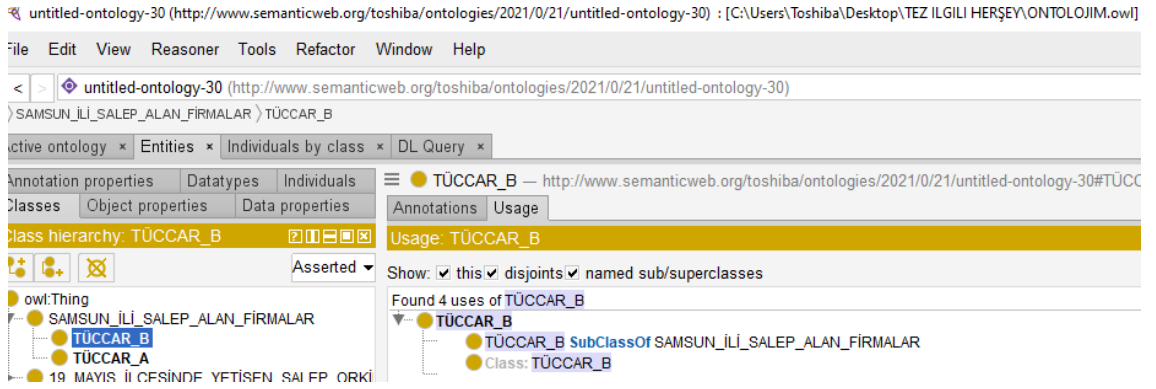 untitled-ontology-30 (http://www.semanticweb.org/toshiba/ontologies/2021/0/21/untitled-ontology-30) : [C:\Users\Toshiba\Desktop\TEZ ILGILI HERŞEY\ONTOLOJIM.owl]
File Edit View Reasoner Tools Refactor Window Help
< > untitled-ontology-30 (http://www.semanticweb.org/toshiba/ontologies/2021/0/21/untitled-ontology-30)
SAMSUN_İLİ_SALEP_ALAN_FİRMALAR 〉TÜCCAR_B
Active ontology × Entities × Individuals by class × DL Query ×
Annotation properties Datatypes Individuals
Classes Object properties Data properties
Class hierarchy: TÜCCAR_B
Asserted
owl:Thing
SAMSUN_İLİ_SALEP_ALAN_FİRMALAR
TÜCCAR_B
TÜCCAR_A
19_MAYIS_İLÇESİNDE_YETİŞEN_SALEP_ORKİ
TÜCCAR_B — http://www.semanticweb.org/toshiba/ontologies/2021/0/21/untitled-ontology-30#TÜCC
Annotations Usage
Usage: TÜCCAR_B
Show: this disjoints named sub/superclasses
Found 4 uses of TÜCCAR_B
TÜCCAR_B
TÜCCAR_B SubClassOf SAMSUN_İLİ_SALEP_ALAN_FİRMALAR
Class: TÜCCAR_B